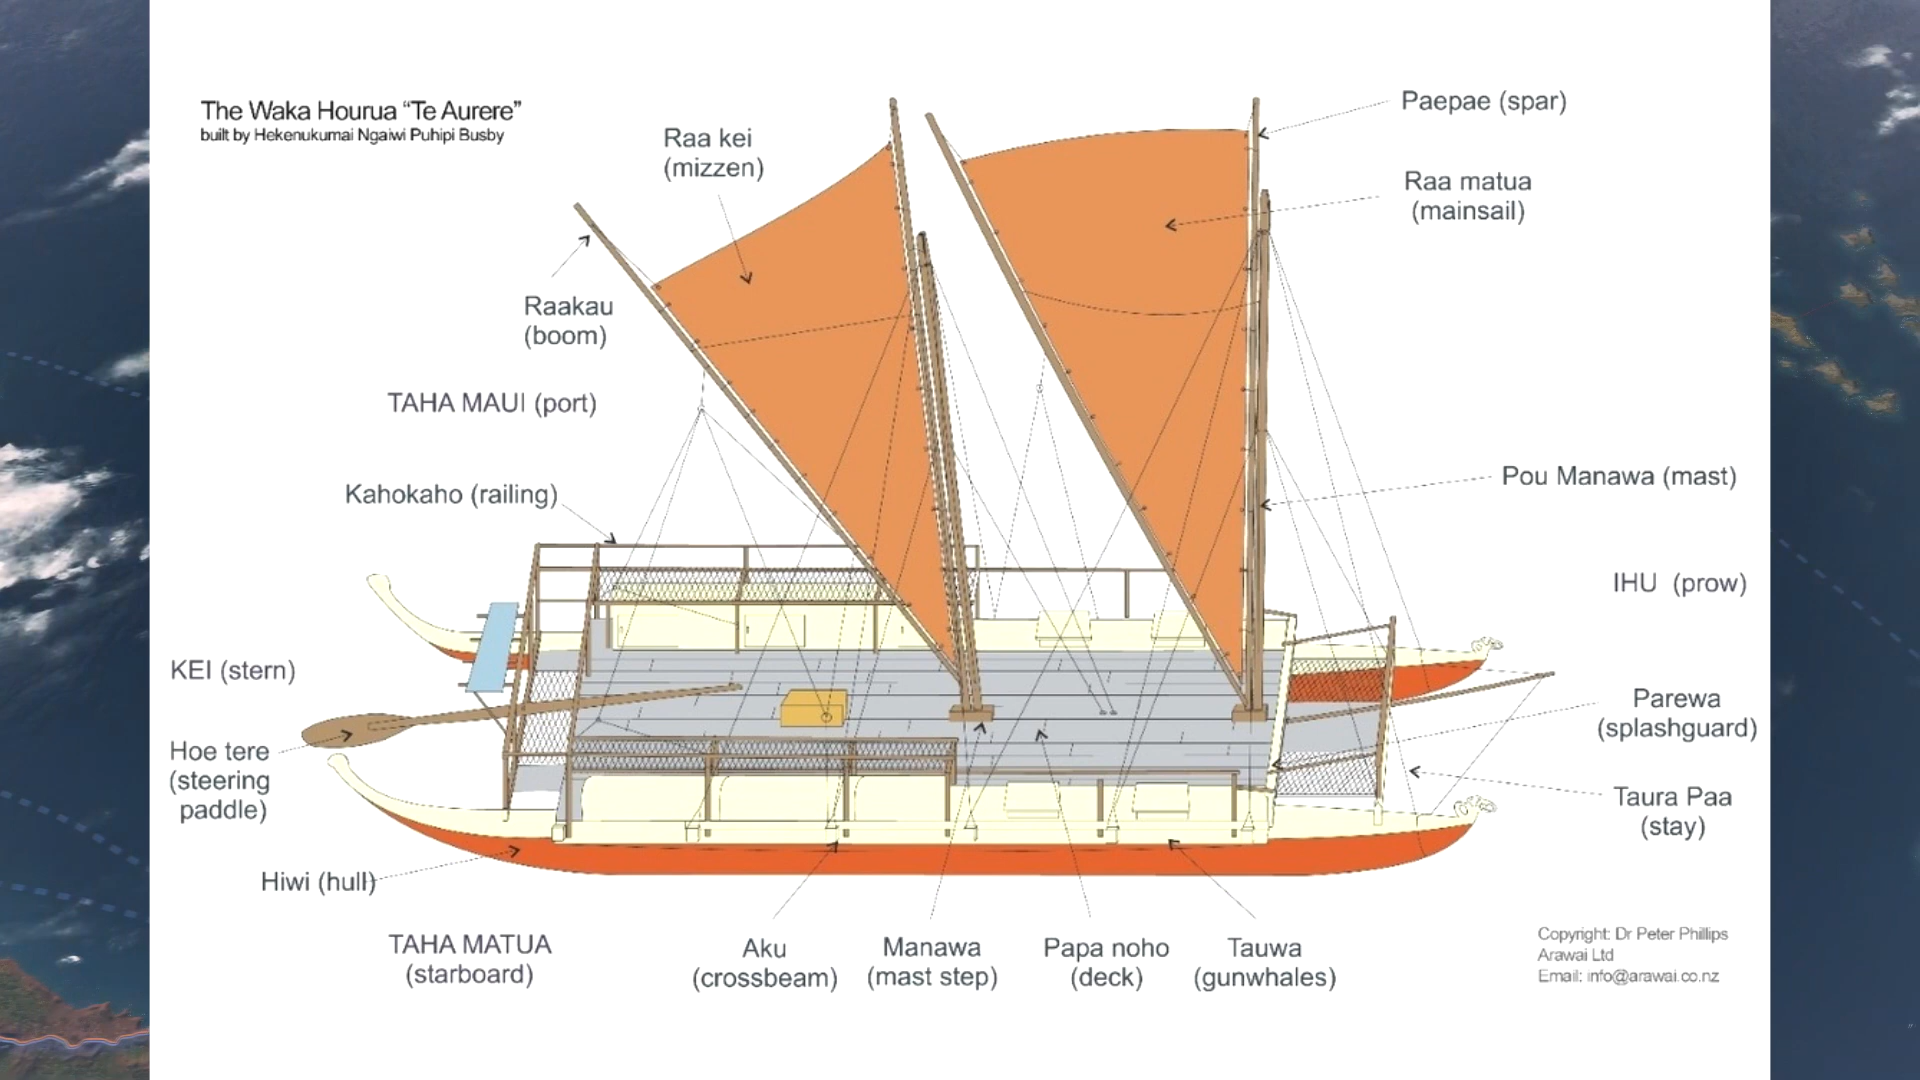 The Waka Hourua “Te Aurere”
built by Hekenukumai Ngaiwi Puhipi Busby
Paepae (spar)
Raa kei
(mizzen)
Raa matua
(mainsail)
Raakau
(boom)
TAHA MAUI (port)
Kahokaho (railing)
Pou Manawa (mast)
IHU (prow)
KEI (stern)
Parewa
(splashguard)
Hoe tere
(steering
paddle)
Taura Paa
(stay)
Hiwi (hull)
TAHA MATUA
(starboard)
Aku
(crossbeam)
Manawa
(mast step)
Papa noho
(deck)
Tauwa
(gunwhales)
Copyright: Dr Peter Phillips
Arawai Ltd
Email: info@arawai.co.nz